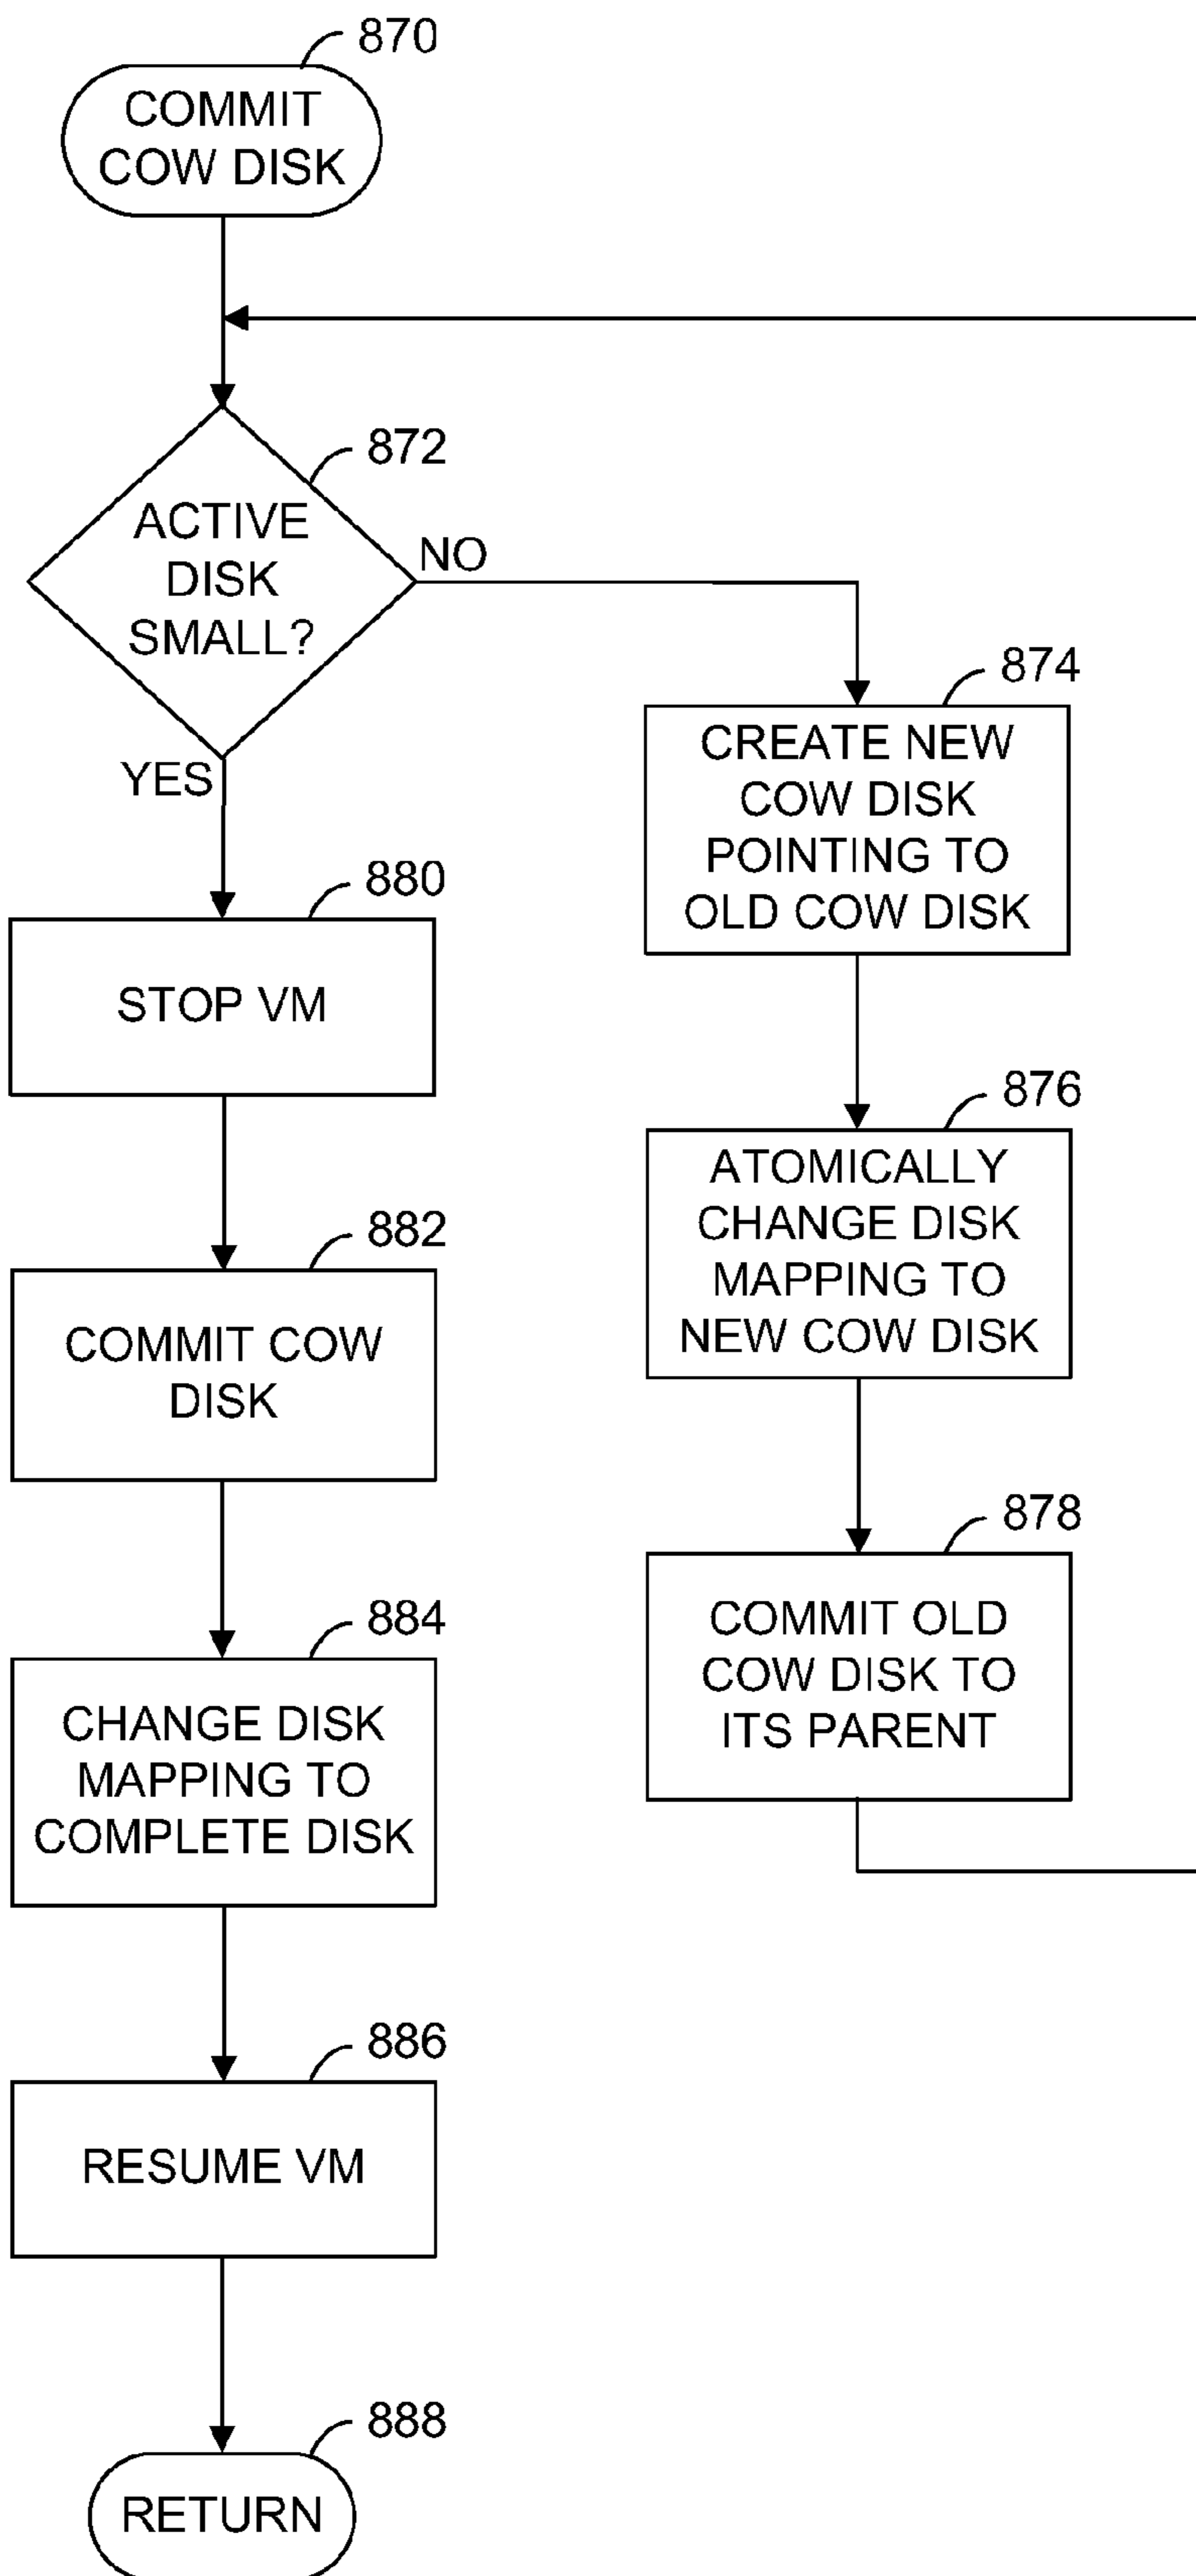 870
COMMIT
COW DISK
872
ACTIVE
DISK
SMALL?
NO
YES
874
CREATE NEW
COW DISK
POINTING TO
OLD COW DISK
876
ATOMICALLY
CHANGE DISK
MAPPING TO
NEW COW DISK
878
COMMIT OLD
COW DISK TO
ITS PARENT
880
STOP VM
882
COMMIT COW
DISK
884
CHANGE DISK
MAPPING TO
COMPLETE DISK
886
RESUME VM
888
RETURN